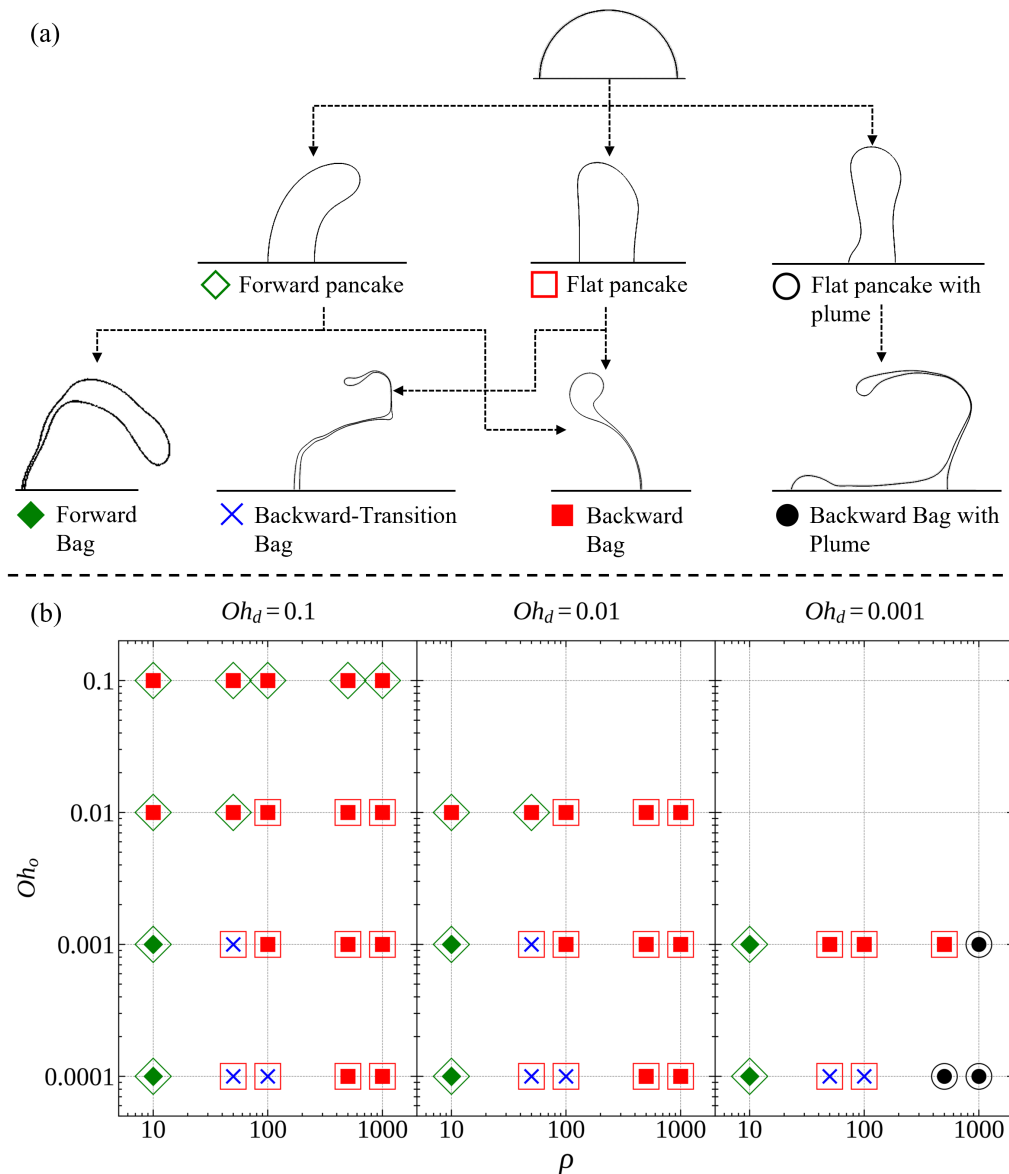 (a)
Forward pancake
Flat pancake
Flat pancake with
plume
Forward
Bag
Backward-Transition
Bag
Backward
Bag
Backward Bag with
Plume
(b)
Oh_d = 0.1
Oh_d = 0.01
Oh_d = 0.001
Oh_o
0.1
0.01
0.001
0.0001
10 100 1000 10 100 1000 10 100 1000
ρ